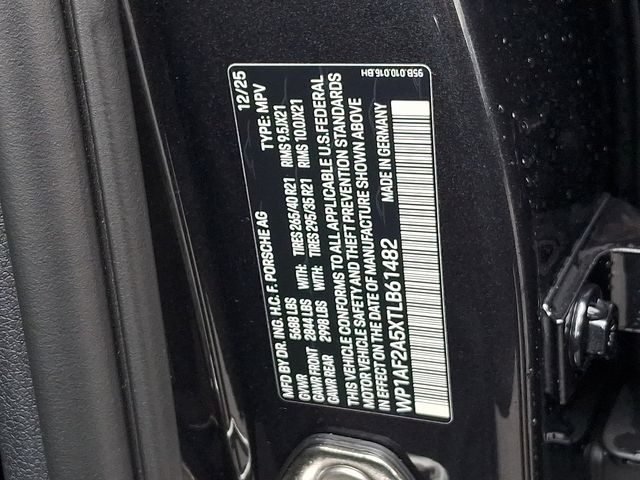 MFD BY DR. ING. H.C. F. PORSCHE AG 12/25
GVWR 5688 LBS TYPE: MPV
GAWR FRONT 2844 LBS WITH: TIRES 265/40 R21 RIMS 9.5JX21
GAWR REAR 2998 LBS WITH: TIRES 295/35 R21 RIMS 10.0JX21
THIS VEHICLE CONFORMS TO ALL APPLICABLE U.S. FEDERAL
MOTOR VEHICLE SAFETY AND THEFT PREVENTION STANDARDS
IN EFFECT ON THE DATE OF MANUFACTURE SHOWN ABOVE
WP1AF2A5XTLB61482 MADE IN GERMANY
95B.010.016.BH